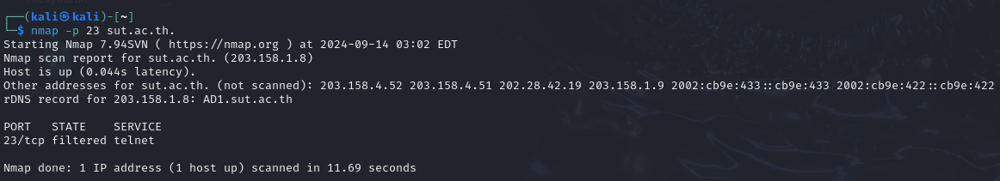 ┌──(kali㉿kali)-[~]
└─$ nmap -p 23 sut.ac.th.
Starting Nmap 7.94SVN ( https://nmap.org ) at 2024-09-14 03:02 EDT
Nmap scan report for sut.ac.th. (203.158.1.8)
Host is up (0.044s latency).
Other addresses for sut.ac.th. (not scanned): 203.158.4.52 203.158.4.51 202.28.42.19 203.158.1.9 2002:cb9e:433::cb9e:433 2002:cb9e:422::cb9e:422
rDNS record for 203.158.1.8: AD1.sut.ac.th
PORT   STATE    SERVICE
23/tcp filtered telnet
Nmap done: 1 IP address (1 host up) scanned in 11.69 seconds